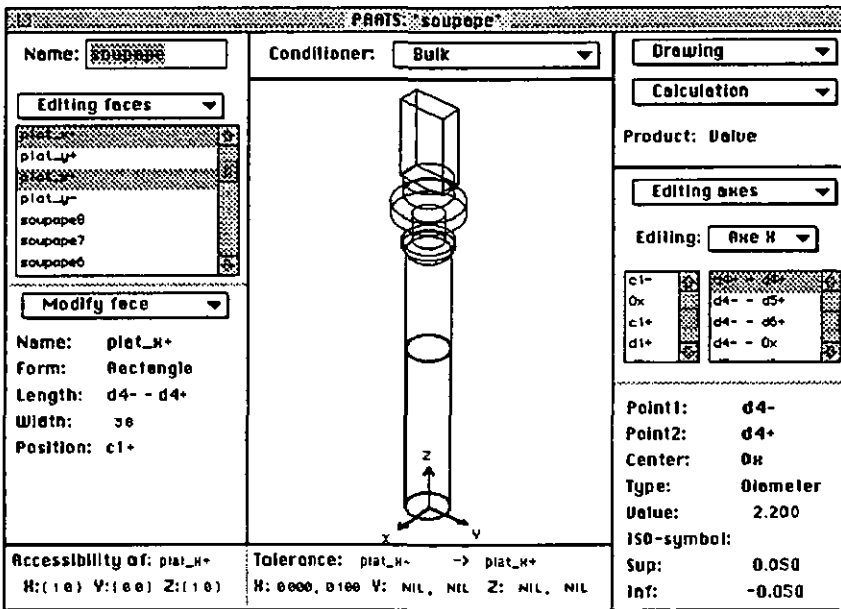 PARTS: "soupape"
Name: soupape
Editing faces
plat_x+
plat_y+
plat_x+
plat_y-
soupape8
soupape7
soupape6
Modify face
Name: plat_x+
Form: Rectangle
Length: d4- - d4+
Width: 38
Position: c1+
Accessibility of: plat_x+
X:(1 0) Y:(0 0) Z:(1 0)
Conditioner: Bulk
Z
X
Y
Tolerance: plat_x- -> plat_x+
X: 0000, 0100 Y: NIL, NIL Z: NIL, NIL
Drawing
Calculation
Product: Value
Editing axes
Editing: Axe X
c1- d4- - d4+
0x d4- - d5+
c1+ d4- - d6+
d1+ d4- - 0x
Point1: d4-
Point2: d4+
Center: 0x
Type: Diameter
Value: 2.200
ISO-symbol:
Sup: 0.050
Inf: -0.050